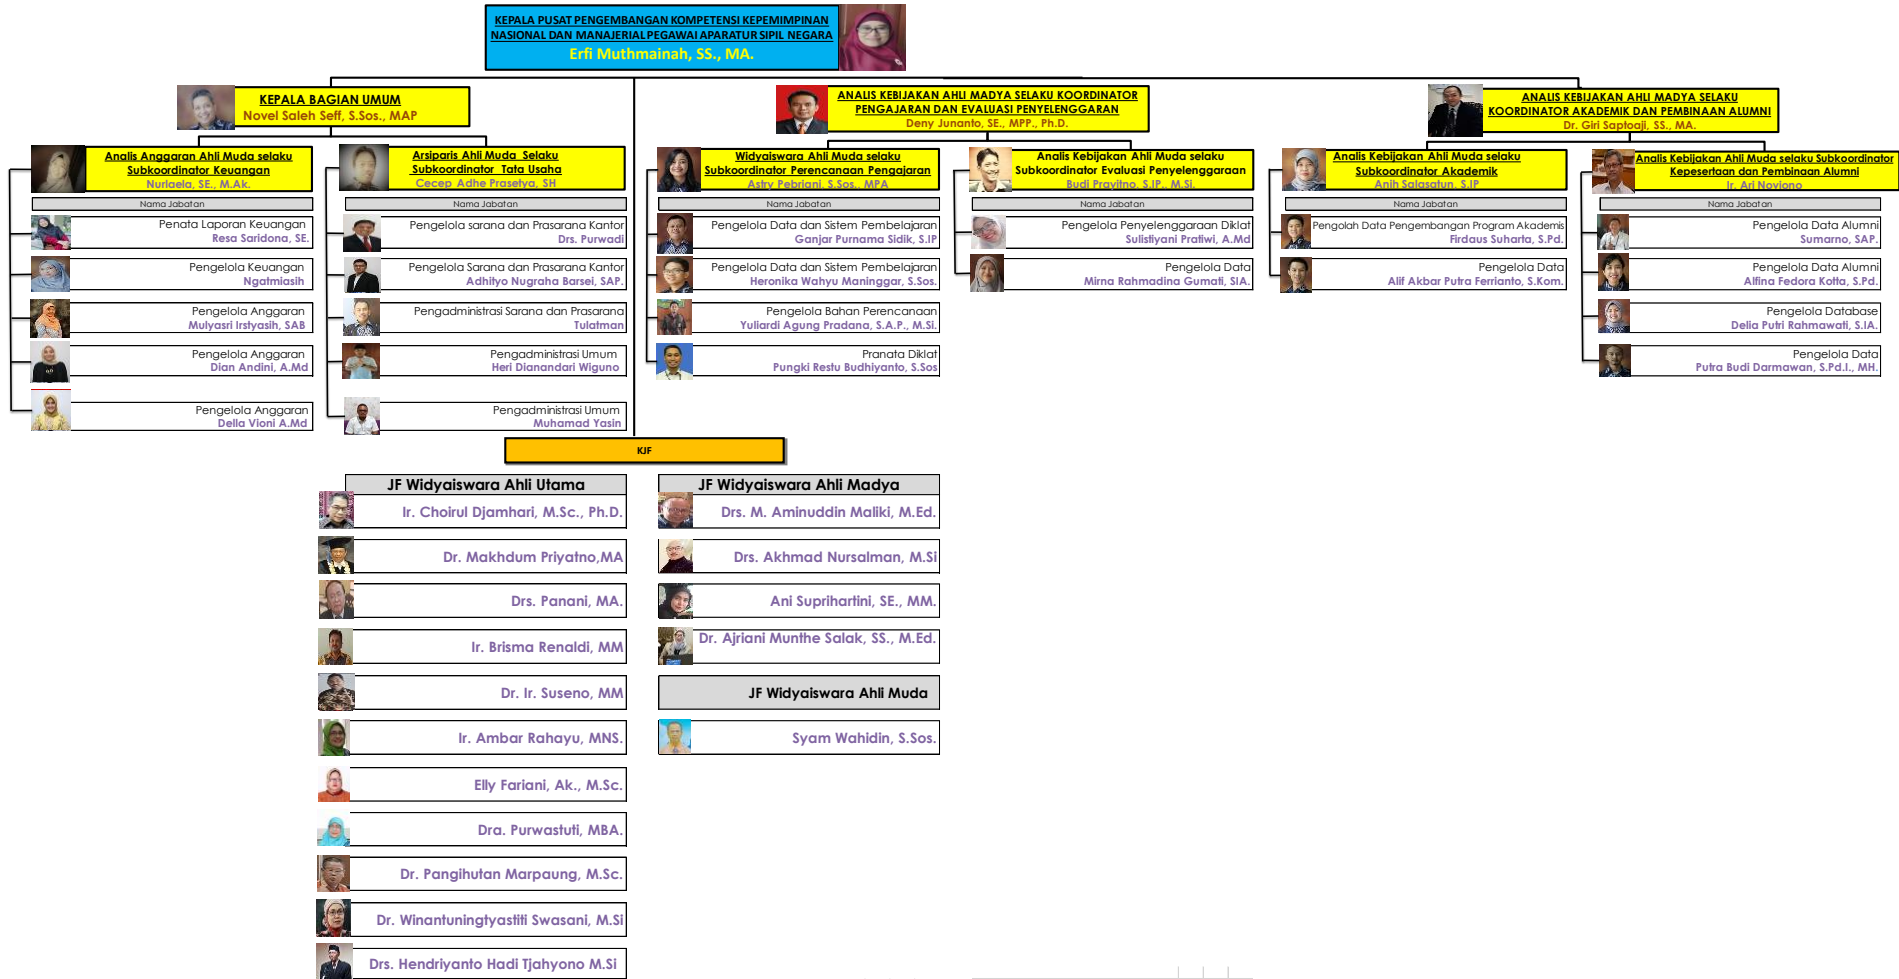 KEPALA PUSAT PENGEMBANGAN KOMPETENSI KEPEMIMPINAN
NASIONAL DAN MANAJERIAL PEGAWAI APARATUR SIPIL NEGARA
Erfi Muthmainah, SS., MA.
KEPALA BAGIAN UMUM
Novel Saleh Seff, S.Sos., MAP
ANALIS KEBIJAKAN AHLI MADYA SELAKU KOORDINATOR
PENGAJARAN DAN EVALUASI PENYELENGGARAN
Deny Junanto, SE., MPP., Ph.D.
ANALIS KEBIJAKAN AHLI MADYA SELAKU
KOORDINATOR AKADEMIK DAN PEMBINAAN ALUMNI
Dr. Giri Saptoaji, SS., MA.
Analis Anggaran Ahli Muda selaku
Subkoordinator Keuangan
Nurlaela, SE., M.Ak.
Nama Jabatan
Penata Laporan Keuangan
Resa Saridona, SE.
Pengelola Keuangan
Ngatmiasih
Pengelola Anggaran
Mulyasri Irstyasih, SAB
Pengelola Anggaran
Dian Andini, A.Md
Pengelola Anggaran
Della Vioni A.Md
Arsiparis Ahli Muda Selaku
Subkoordinator Tata Usaha
Cecep Adhe Prasetya, SH
Nama Jabatan
Pengelola sarana dan Prasarana Kantor
Drs. Purwadi
Pengelola Sarana dan Prasarana Kantor
Adhityo Nugraha Barsei, SAP.
Pengadministrasi Sarana dan Prasarana
Tulatman
Pengadministrasi Umum
Heri Dianandari Wiguno
Pengadministrasi Umum
Muhamad Yasin
Widyaiswara Ahli Muda selaku
Subkoordinator Perencanaan Pengajaran
Astry Pebriani, S.Sos., MPA
Nama Jabatan
Pengelola Data dan Sistem Pembelajaran
Ganjar Purnama Sidik, S.IP
Pengelola Data dan Sistem Pembelajaran
Heronika Wahyu Maninggar, S.Sos.
Pengelola Bahan Perencanaan
Yuliardi Agung Pradana, S.A.P., M.Si.
Pranata Diklat
Pungki Restu Budhiyanto, S.Sos
Analis Kebijakan Ahli Muda selaku
Subkoordinator Evaluasi Penyelenggaraan
Budi Prayitno, S.IP., M.Si.
Nama Jabatan
Pengelola Penyelenggaraan Diklat
Sulistiyani Pratiwi, A.Md
Pengelola Data
Mirna Rahmadina Gumati, SIA.
Analis Kebijakan Ahli Muda selaku
Subkoordinator Akademik
Anih Salasatun, S.IP
Nama Jabatan
Pengolah Data Pengembangan Program Akademis
Firdaus Suharta, S.Pd.
Pengelola Data
Alif Akbar Putra Ferrianto, S.Kom.
Analis Kebijakan Ahli Muda selaku Subkoordinator
Kepesertaan dan Pembinaan Alumni
Ir. Ari Noviono
Nama Jabatan
Pengelola Data Alumni
Sumarno, SAP.
Pengelola Data Alumni
Alfina Fedora Kotta, S.Pd.
Pengelola Database
Delia Putri Rahmawati, S.IA.
Pengelola Data
Putra Budi Darmawan, S.Pd.I., MH.
KJF
JF Widyaiswara Ahli Utama
Ir. Choirul Djamhari, M.Sc., Ph.D.
Dr. Makhdum Priyatno,MA
Drs. Panani, MA.
Ir. Brisma Renaldi, MM
Dr. Ir. Suseno, MM
Ir. Ambar Rahayu, MNS.
Elly Fariani, Ak., M.Sc.
Dra. Purwastuti, MBA.
Dr. Pangihutan Marpaung, M.Sc.
Dr. Winantuningtyastiti Swasani, M.Si
Drs. Hendriyanto Hadi Tjahyono M.Si
JF Widyaiswara Ahli Madya
Drs. M. Aminuddin Maliki, M.Ed.
Drs. Akhmad Nursalman, M.Si
Ani Suprihartini, SE., MM.
Dr. Ajriani Munthe Salak, SS., M.Ed.
JF Widyaiswara Ahli Muda
Syam Wahidin, S.Sos.